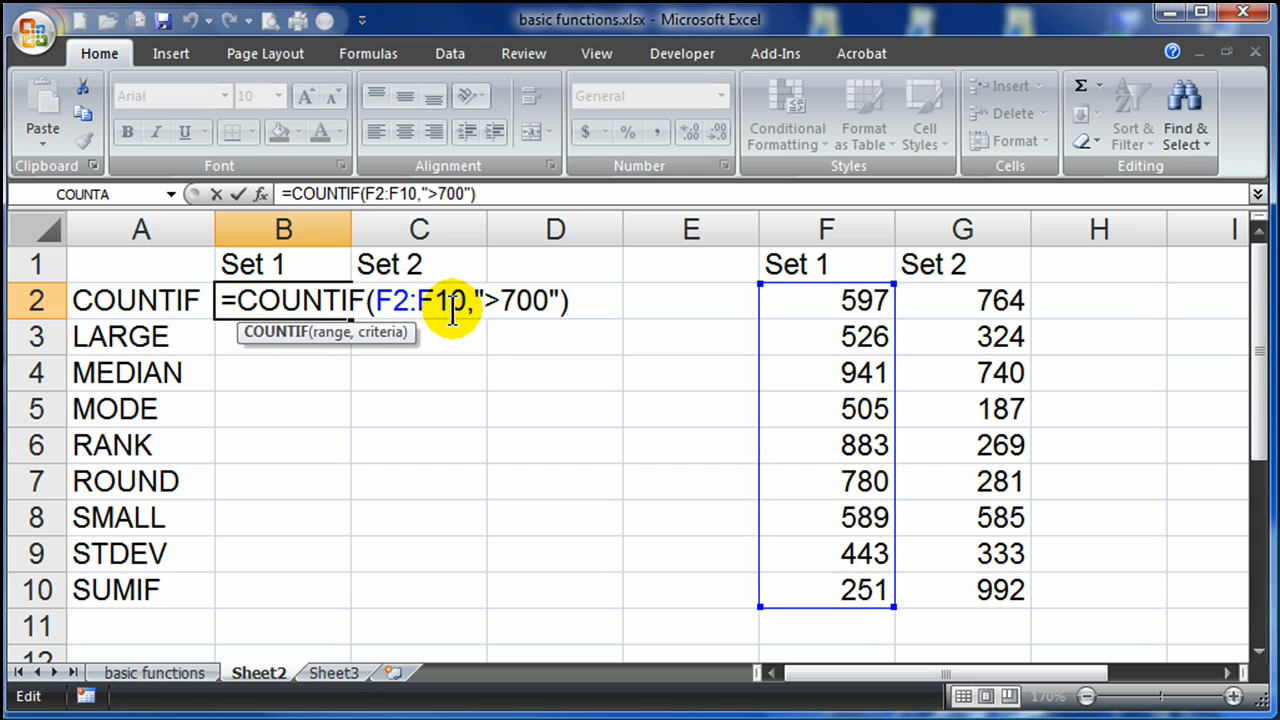 basic functions.xlsx - Microsoft Excel
Home Insert Page Layout Formulas Data Review View Developer Add-Ins Acrobat
Paste
Arial 10
B I U A
General
$ % ,
Conditional Formatting
Format as Table
Cell Styles
Insert
Delete
Format
Σ
Sort & Filter
Find & Select
Clipboard Font Alignment Number Styles Cells Editing
COUNTA fx =COUNTIF(F2:F10,">700")
A B C D E F G H I
1 Set 1 Set 2 Set 1 Set 2
2 COUNTIF =COUNTIF(F2:F10,">700") 597 764
COUNTIF(range, criteria)
3 LARGE 526 324
4 MEDIAN 941 740
5 MODE 505 187
6 RANK 883 269
7 ROUND 780 281
8 SMALL 589 585
9 STDEV 443 333
10 SUMIF 251 992
11
12
basic functions Sheet2 Sheet3
Edit 170%